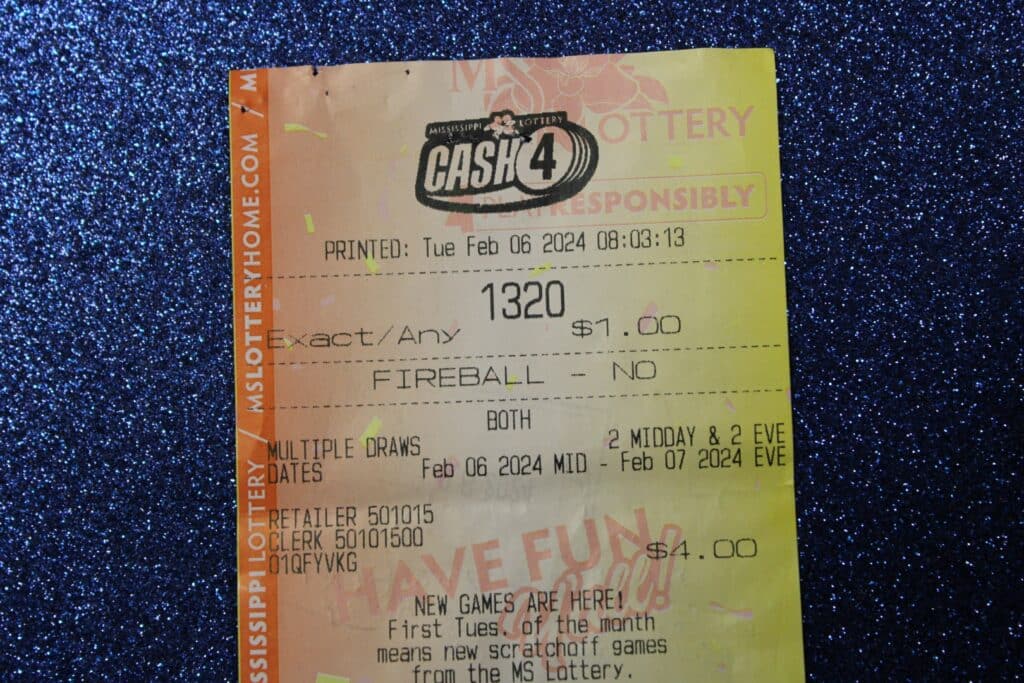 MS LOTTERY
MISSISSIPPI LOTTERY
CASH 4
PLAY RESPONSIBLY
PRINTED: Tue Feb 06 2024 08:03:13
1320
Exact/Any $1.00
FIREBALL - NO
BOTH
MULTIPLE DRAWS 2 MIDDAY & 2 EVE
DATES Feb 06 2024 MID - Feb 07 2024 EVE
RETAILER 501015
CLERK 50101500
01QFYVKG
$4.00
HAVE FUN
NEW GAMES ARE HERE!
First Tues. of the month
means new scratchoff games
from the MS Lottery.
SSISSIPPI LOTTERY / MSLOTTERYHOME.COM / M